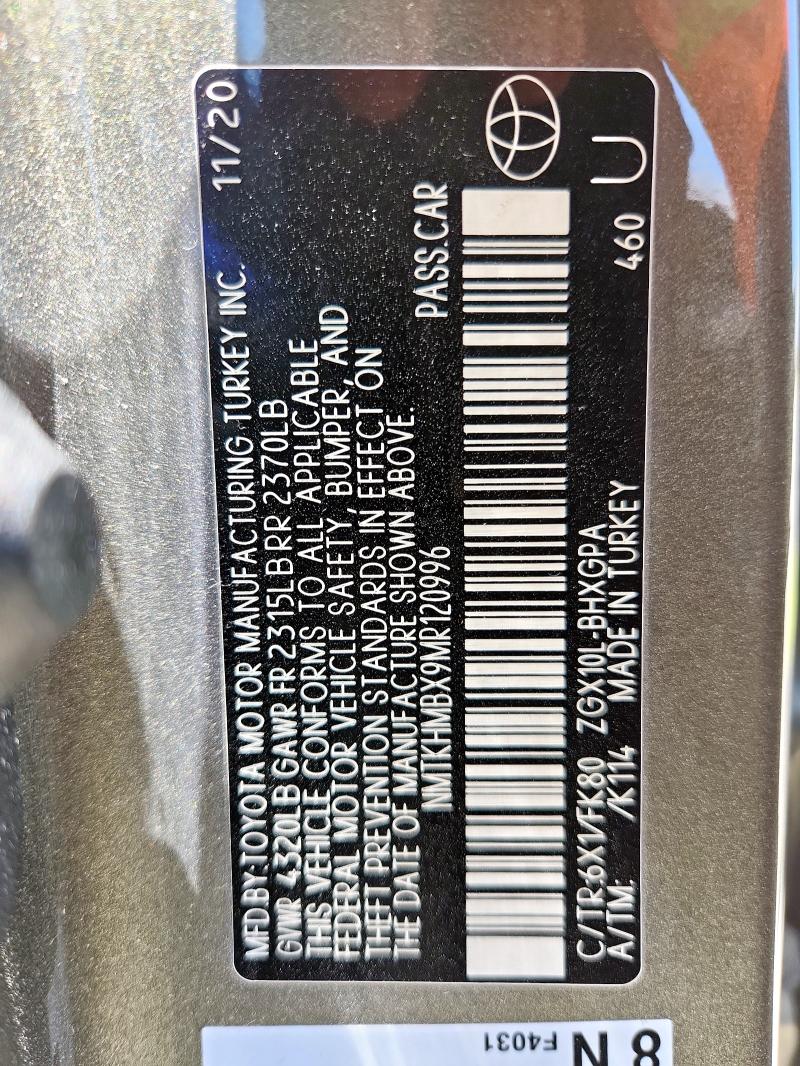 MFD.BY:TOYOTA MOTOR MANUFACTURING TURKEY INC. 11/20
GVWR 4320LB GAWR FR 2315LB RR 2370LB
THIS VEHICLE CONFORMS TO ALL APPLICABLE
FEDERAL MOTOR VEHICLE SAFETY, BUMPER, AND
THEFT PREVENTION STANDARDS IN EFFECT ON
THE DATE OF MANUFACTURE SHOWN ABOVE.
NMTKHMBX9MR120996 PASS.CAR
C/TR:6X1/FK80 ZGX10L-BHXGPA
A/TM: /K114 MADE IN TURKEY 460 U
F4031
8 N